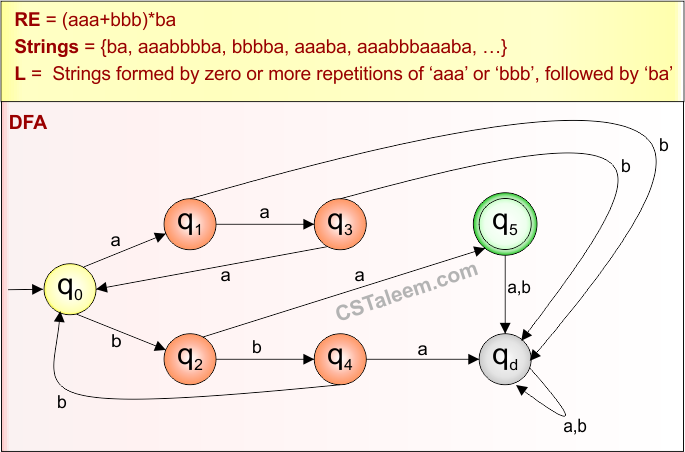 RE = (aaa+bbb)*ba
Strings = {ba, aaabbbba, bbbba, aaaba, aaabbbaaaba, …}
L = Strings formed by zero or more repetitions of ‘aaa’ or ‘bbb’, followed by ‘ba’
DFA
b
b
q1
a
q3
q5
a
a
a
CSTaleem.com
a,b
q0
b
q2
b
q4
a
qd
b
a,b